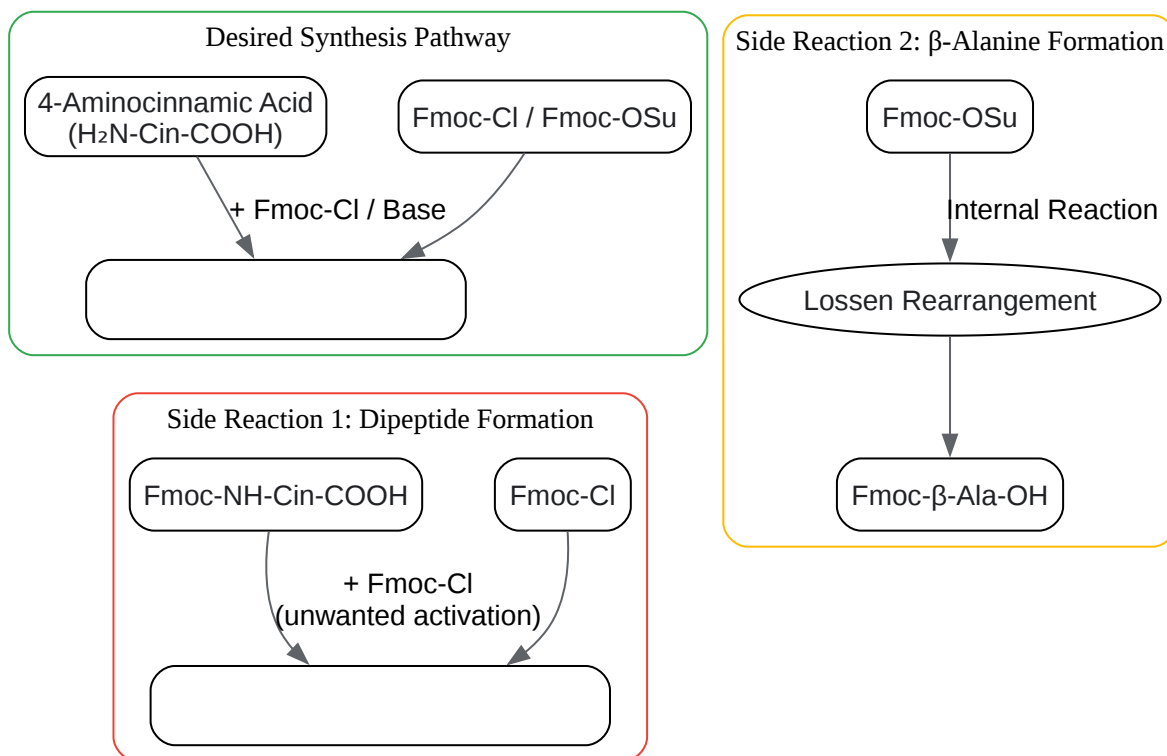 Desired Synthesis Pathway
4-Aminocinnamic Acid
(H₂N-Cin-COOH)
Fmoc-Cl / Fmoc-OSu
+ Fmoc-Cl / Base
Side Reaction 1: Dipeptide Formation
Fmoc-NH-Cin-COOH
Fmoc-Cl
+ Fmoc-Cl
(unwanted activation)
Side Reaction 2: β-Alanine Formation
Fmoc-OSu
Internal Reaction
Lossen Rearrangement
Fmoc-β-Ala-OH